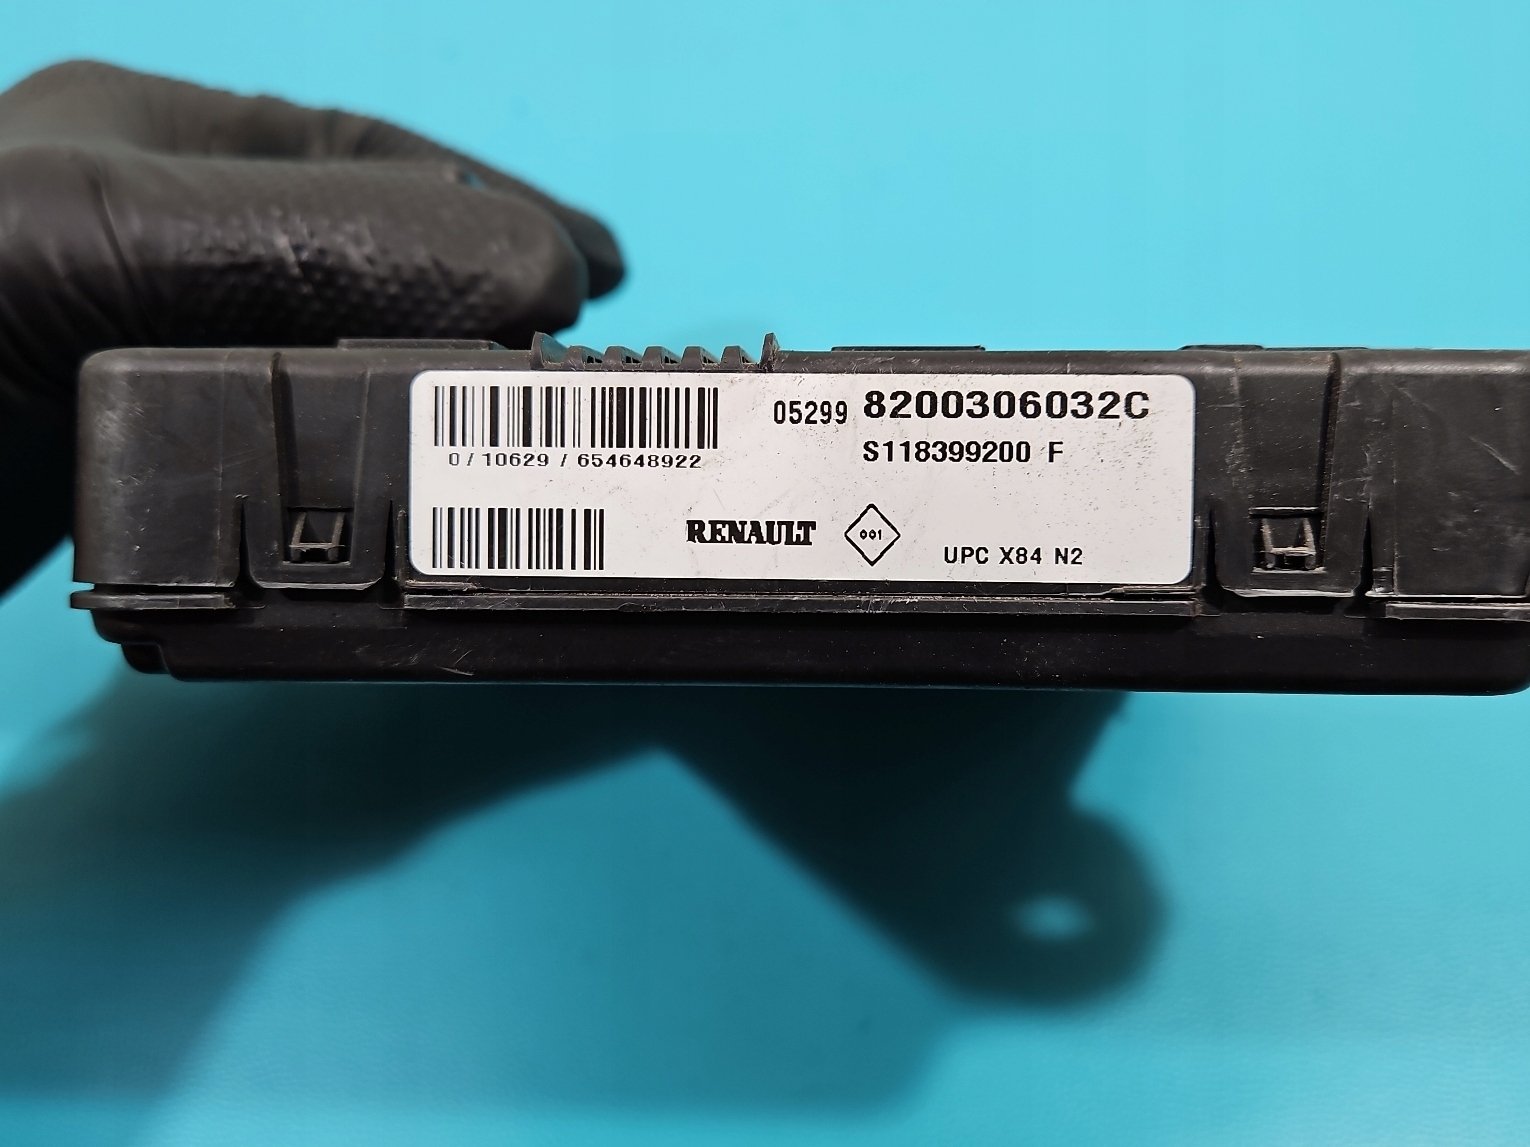 05299 8200306032C
0/10629/654648922
S118399200 F
RENAULT
001
UPC X84 N2